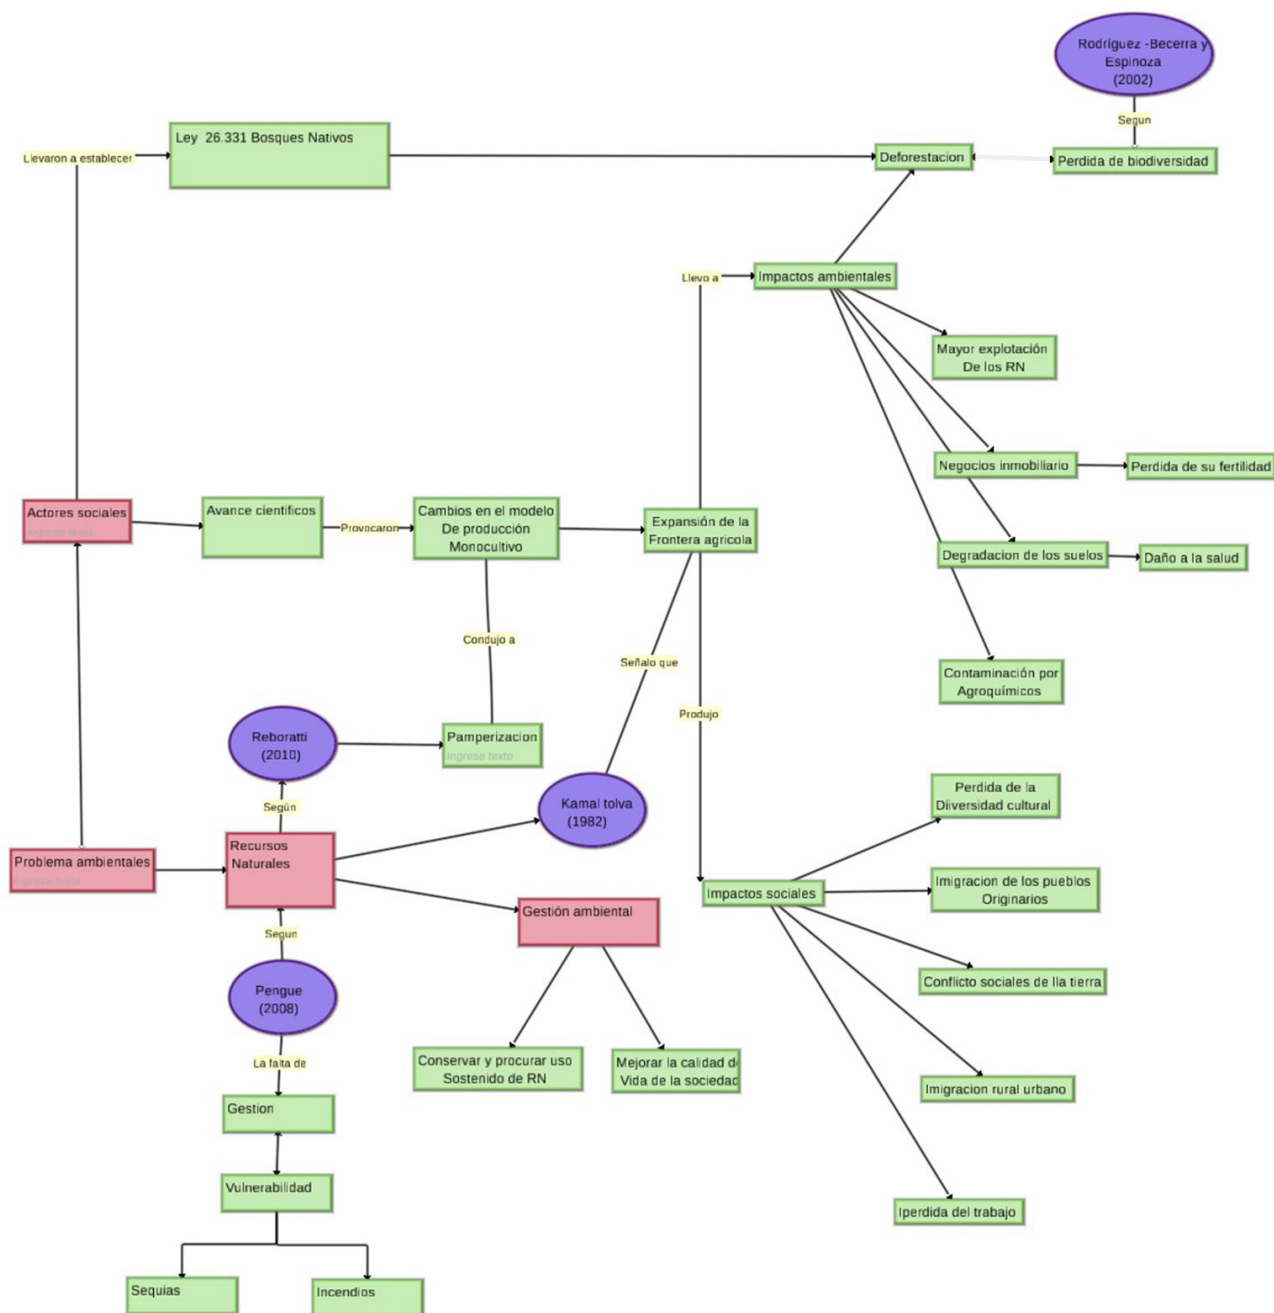 Rodríguez -Becerra y
Espinoza
(2002)
Segun
Ley  26.331 Bosques Nativos
Llevaron a establecer
Deforestacion
Perdida de biodiversidad
Llevo a
Impactos ambientales
Mayor explotación
De los RN
Negocios inmobiliario
Perdida de su fertilidad
Actores sociales
Ingrese texto
Avance cientificos
Provocaron
Cambios en el modelo
De producción
Monocultivo
Expansión de la
Frontera agricola
Degradacion de los suelos
Daño a la salud
Condujo a
Señalo que
Contaminación por
Agroquímicos
Produjo
Reboratti
(2010)
Pamperizacion
Ingrese texto
Según
Kamal tolva
(1982)
Perdida de la
Diiversidad cultural
Problema ambientales
Ingrese texto
Recursos
Naturales
Impactos sociales
Imigracion de los pueblos
Originarios
Gestión ambiental
Segun
Conflicto sociales de lla tierra
Pengue
(2008)
La falta de
Conservar y procurar uso
Sostenido de RN
Mejorar la calidad de
Vida de la sociedad
Imigracion rural urbano
Gestion
Vulnerabilidad
Iperdida del trabajo
Sequias
Incendios